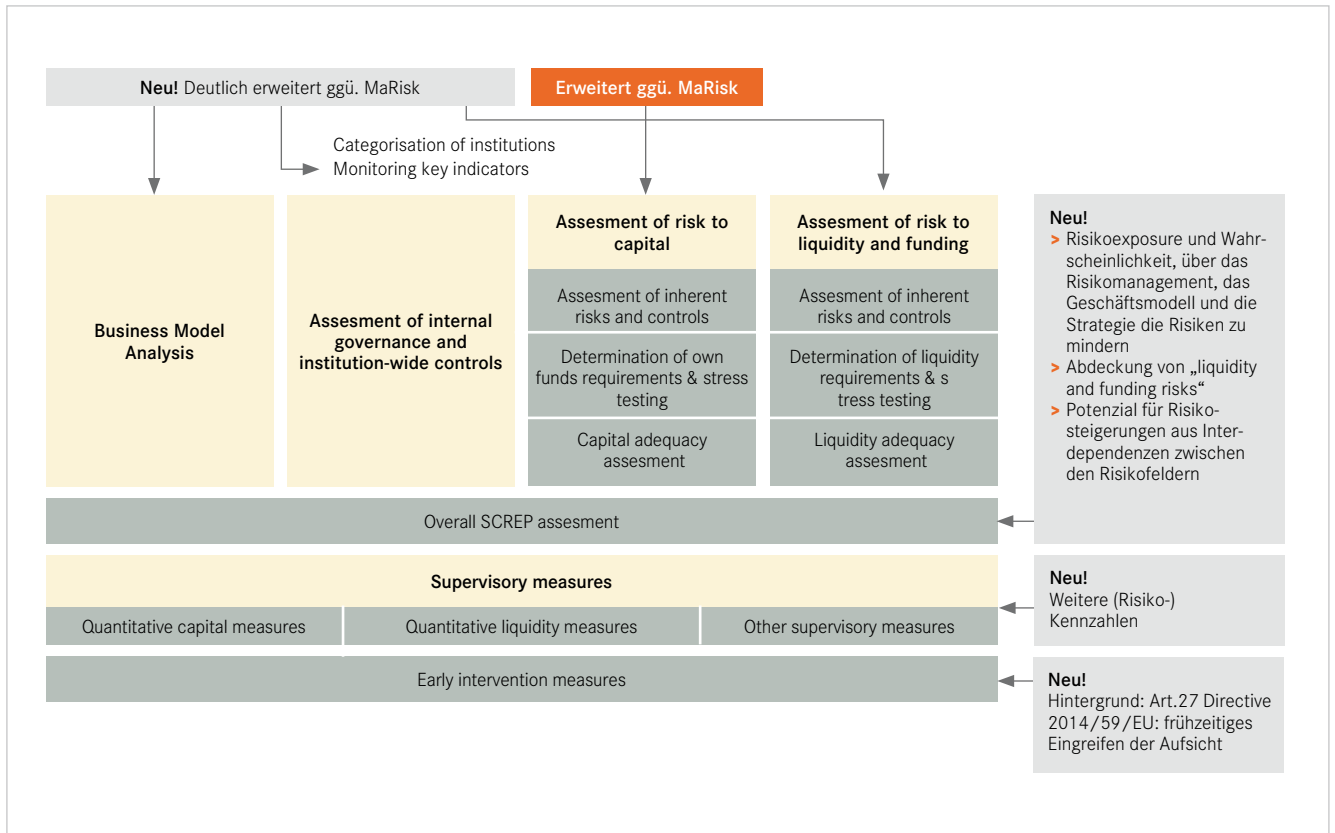 Neu! Deutlich erweitert ggü. MaRisk
Erweitert ggü. MaRisk
Categorisation of institutions
Monitoring key indicators
Business Model
Analysis
Assesment of internal
governance and
institution-wide controls
Assesment of risk to
capital
Assesment of inherent
risks and controls
Determination of own
funds requirements & stress
testing
Capital adequacy
assesment
Assesment of risk to
liquidity and funding
Assesment of inherent
risks and controls
Determination of liquidity
requirements & s
tress testing
Liquidity adequacy
assesment
Neu!
> Risikoexposure und Wahr-
scheinlichkeit, über das
Risikomanagement, das
Geschäftsmodell und die
Strategie die Risiken zu
mindern
> Abdeckung von „liquidity
and funding risks“
> Potenzial für Risiko-
steigerungen aus Inter-
dependenzen zwischen
den Risikofeldern
Overall SCREP assesment
Supervisory measures
Quantitative capital measures
Quantitative liquidity measures
Other supervisory measures
Neu!
Weitere (Risiko-)
Kennzahlen
Early intervention measures
Neu!
Hintergrund: Art.27 Directive
2014/59/EU: frühzeitiges
Eingreifen der Aufsicht